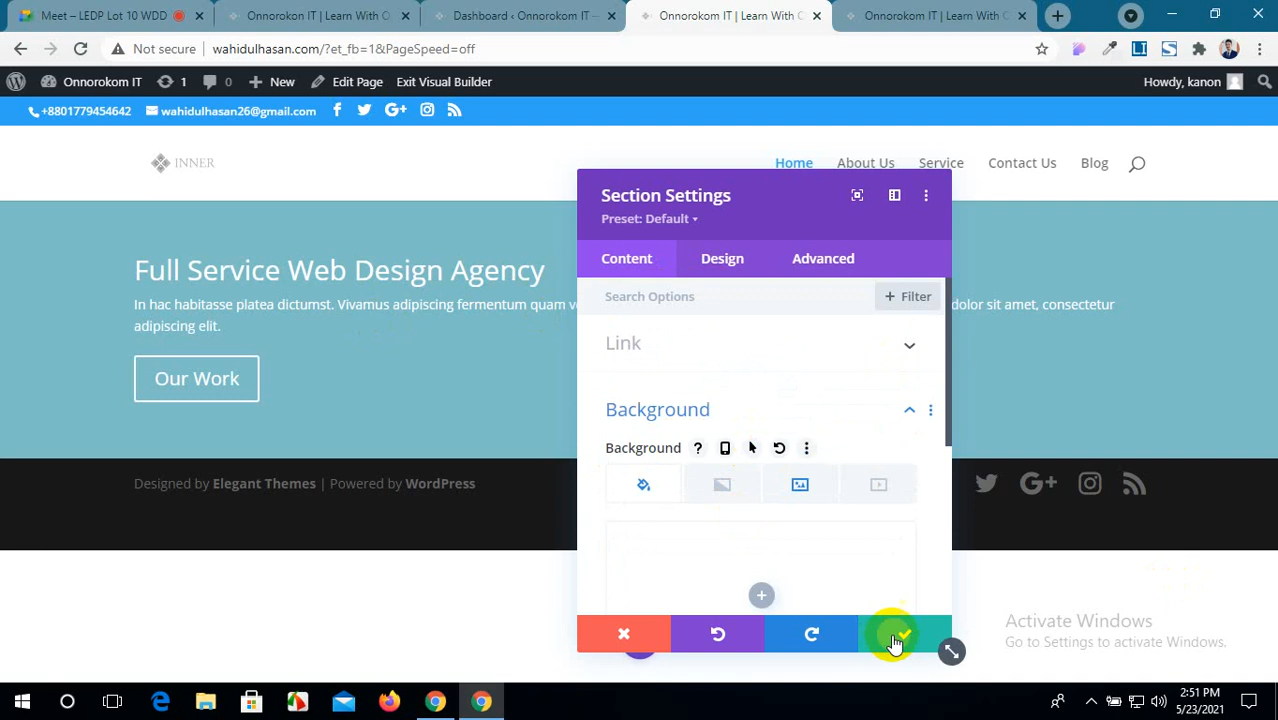 Meet – LEDP Lot 10 WDD
Onnorokon IT | Learn With O
Dashboard ‹ Onnorokom IT —
Onnorokom IT | Learn With O
Onnorokom IT | Learn With O
Not secure
wahidulhasan.com/?et_fb=1&PageSpeed=off
Onnorokom IT
1
0
New
Edit Page
Exit Visual Builder
Howdy, kanon
+8801779454642
wahidulhasan26@gmail.com
INNER
Home
About Us
Service
Contact Us
Blog
Section Settings
Preset: Default
Content
Design
Advanced
Search Options
+ Filter
Link
Background
Background
Full Service Web Design Agency
In hac habitasse platea dictumst. Vivamus adipiscing fermentum quam v
dolor sit amet, consectetur
adipiscing elit.
Our Work
Designed by Elegant Themes | Powered by WordPress
Activate Windows
Go to Settings to activate Windows.
2:51 PM
5/23/2021